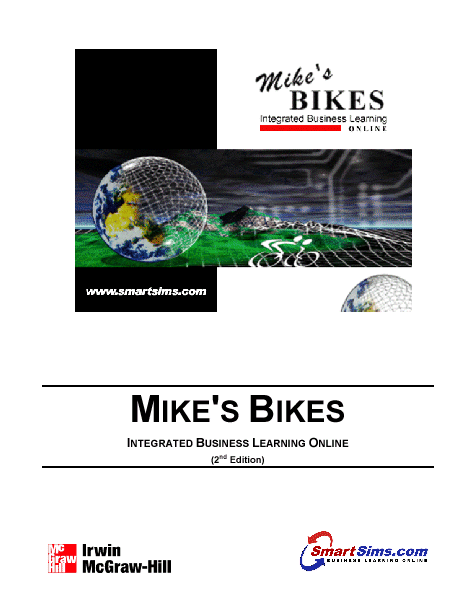 Mike's
BIKES
Integrated Business Learning
ONLINE
www.smartsims.com
MIKE'S BIKES
INTEGRATED BUSINESS LEARNING ONLINE
(2nd Edition)
Mc
Graw
Hill
Irwin
McGraw-Hill
SmartSims.com
BUSINESS LEARNING ONLINE